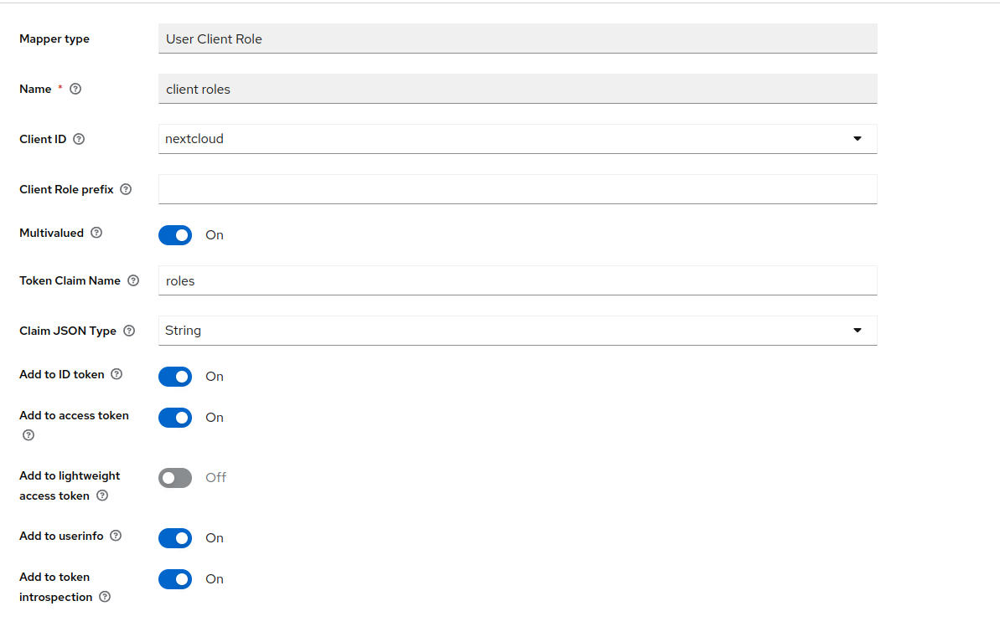 Mapper type
User Client Role
Name *
client roles
Client ID
nextcloud
Client Role prefix
Multivalued
On
Token Claim Name
roles
Claim JSON Type
String
Add to ID token
On
Add to access token
On
Add to lightweight
access token
Off
Add to userinfo
On
Add to token
introspection
On